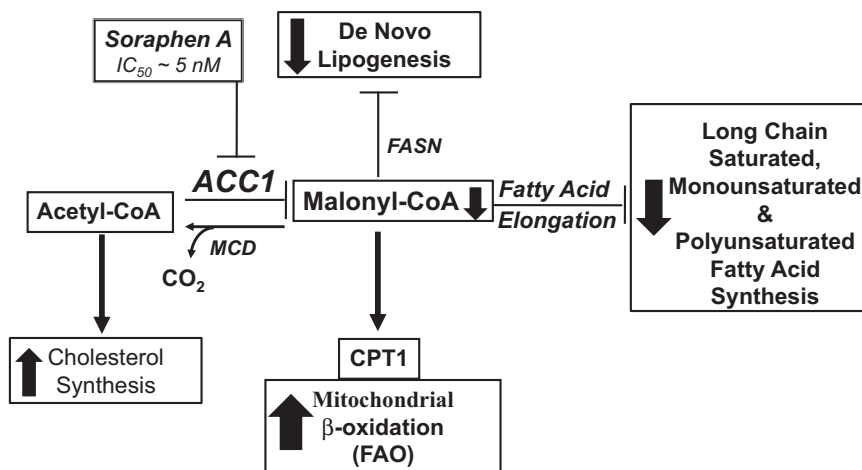 Soraphen A
IC50 ~ 5 nM
De Novo
Lipogenesis
FASN
ACC1
Acetyl-CoA
Malonyl-CoA
Fatty Acid
Elongation
MCD
CO2
Long Chain
Saturated,
Monounsaturated
&
Polyunsaturated
Fatty Acid
Synthesis
Cholesterol
Synthesis
CPT1
Mitochondrial
β-oxidation
(FAO)